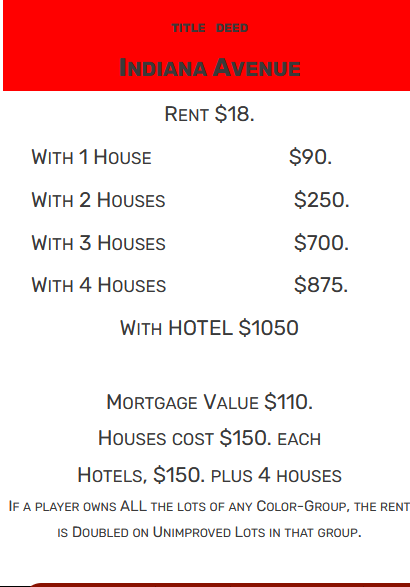 TITLE DEED
INDIANA AVENUE
RENT $18.
WITH 1 HOUSE $90.
WITH 2 HOUSES $250.
WITH 3 HOUSES $700.
WITH 4 HOUSES $875.
WITH HOTEL $1050
MORTGAGE VALUE $110.
HOUSES COST $150. EACH
HOTELS, $150. PLUS 4 HOUSES
IF A PLAYER OWNS ALL THE LOTS OF ANY COLOR-GROUP, THE RENT
IS DOUBLED ON UNIMPROVED LOTS IN THAT GROUP.